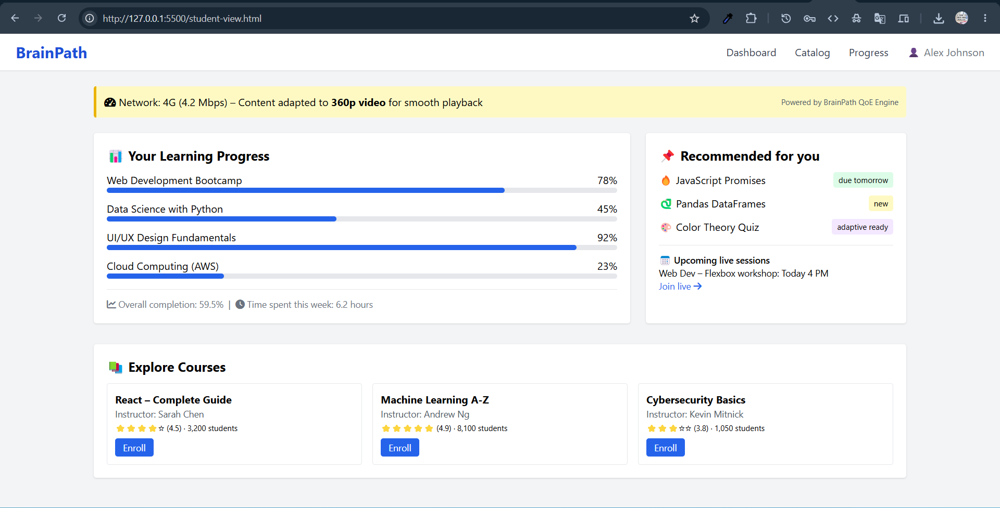 http://127.0.0.1:5500/student-view.html
BrainPath
Dashboard
Catalog
Progress
Alex Johnson
Network: 4G (4.2 Mbps) – Content adapted to 360p video for smooth playback
Powered by BrainPath QoE Engine
Your Learning Progress
Web Development Bootcamp 78%
Data Science with Python 45%
UI/UX Design Fundamentals 92%
Cloud Computing (AWS) 23%
Overall completion: 59.5% | Time spent this week: 6.2 hours
Recommended for you
JavaScript Promises due tomorrow
Pandas DataFrames new
Color Theory Quiz adaptive ready
Upcoming live sessions
Web Dev – Flexbox workshop: Today 4 PM
Join live →
Explore Courses
React – Complete Guide
Instructor: Sarah Chen
⭐⭐⭐⭐☆ (4.5) · 3,200 students
Enroll
Machine Learning A-Z
Instructor: Andrew Ng
⭐⭐⭐⭐⭐ (4.9) · 8,100 students
Enroll
Cybersecurity Basics
Instructor: Kevin Mitnick
⭐⭐⭐☆☆ (3.8) · 1,050 students
Enroll